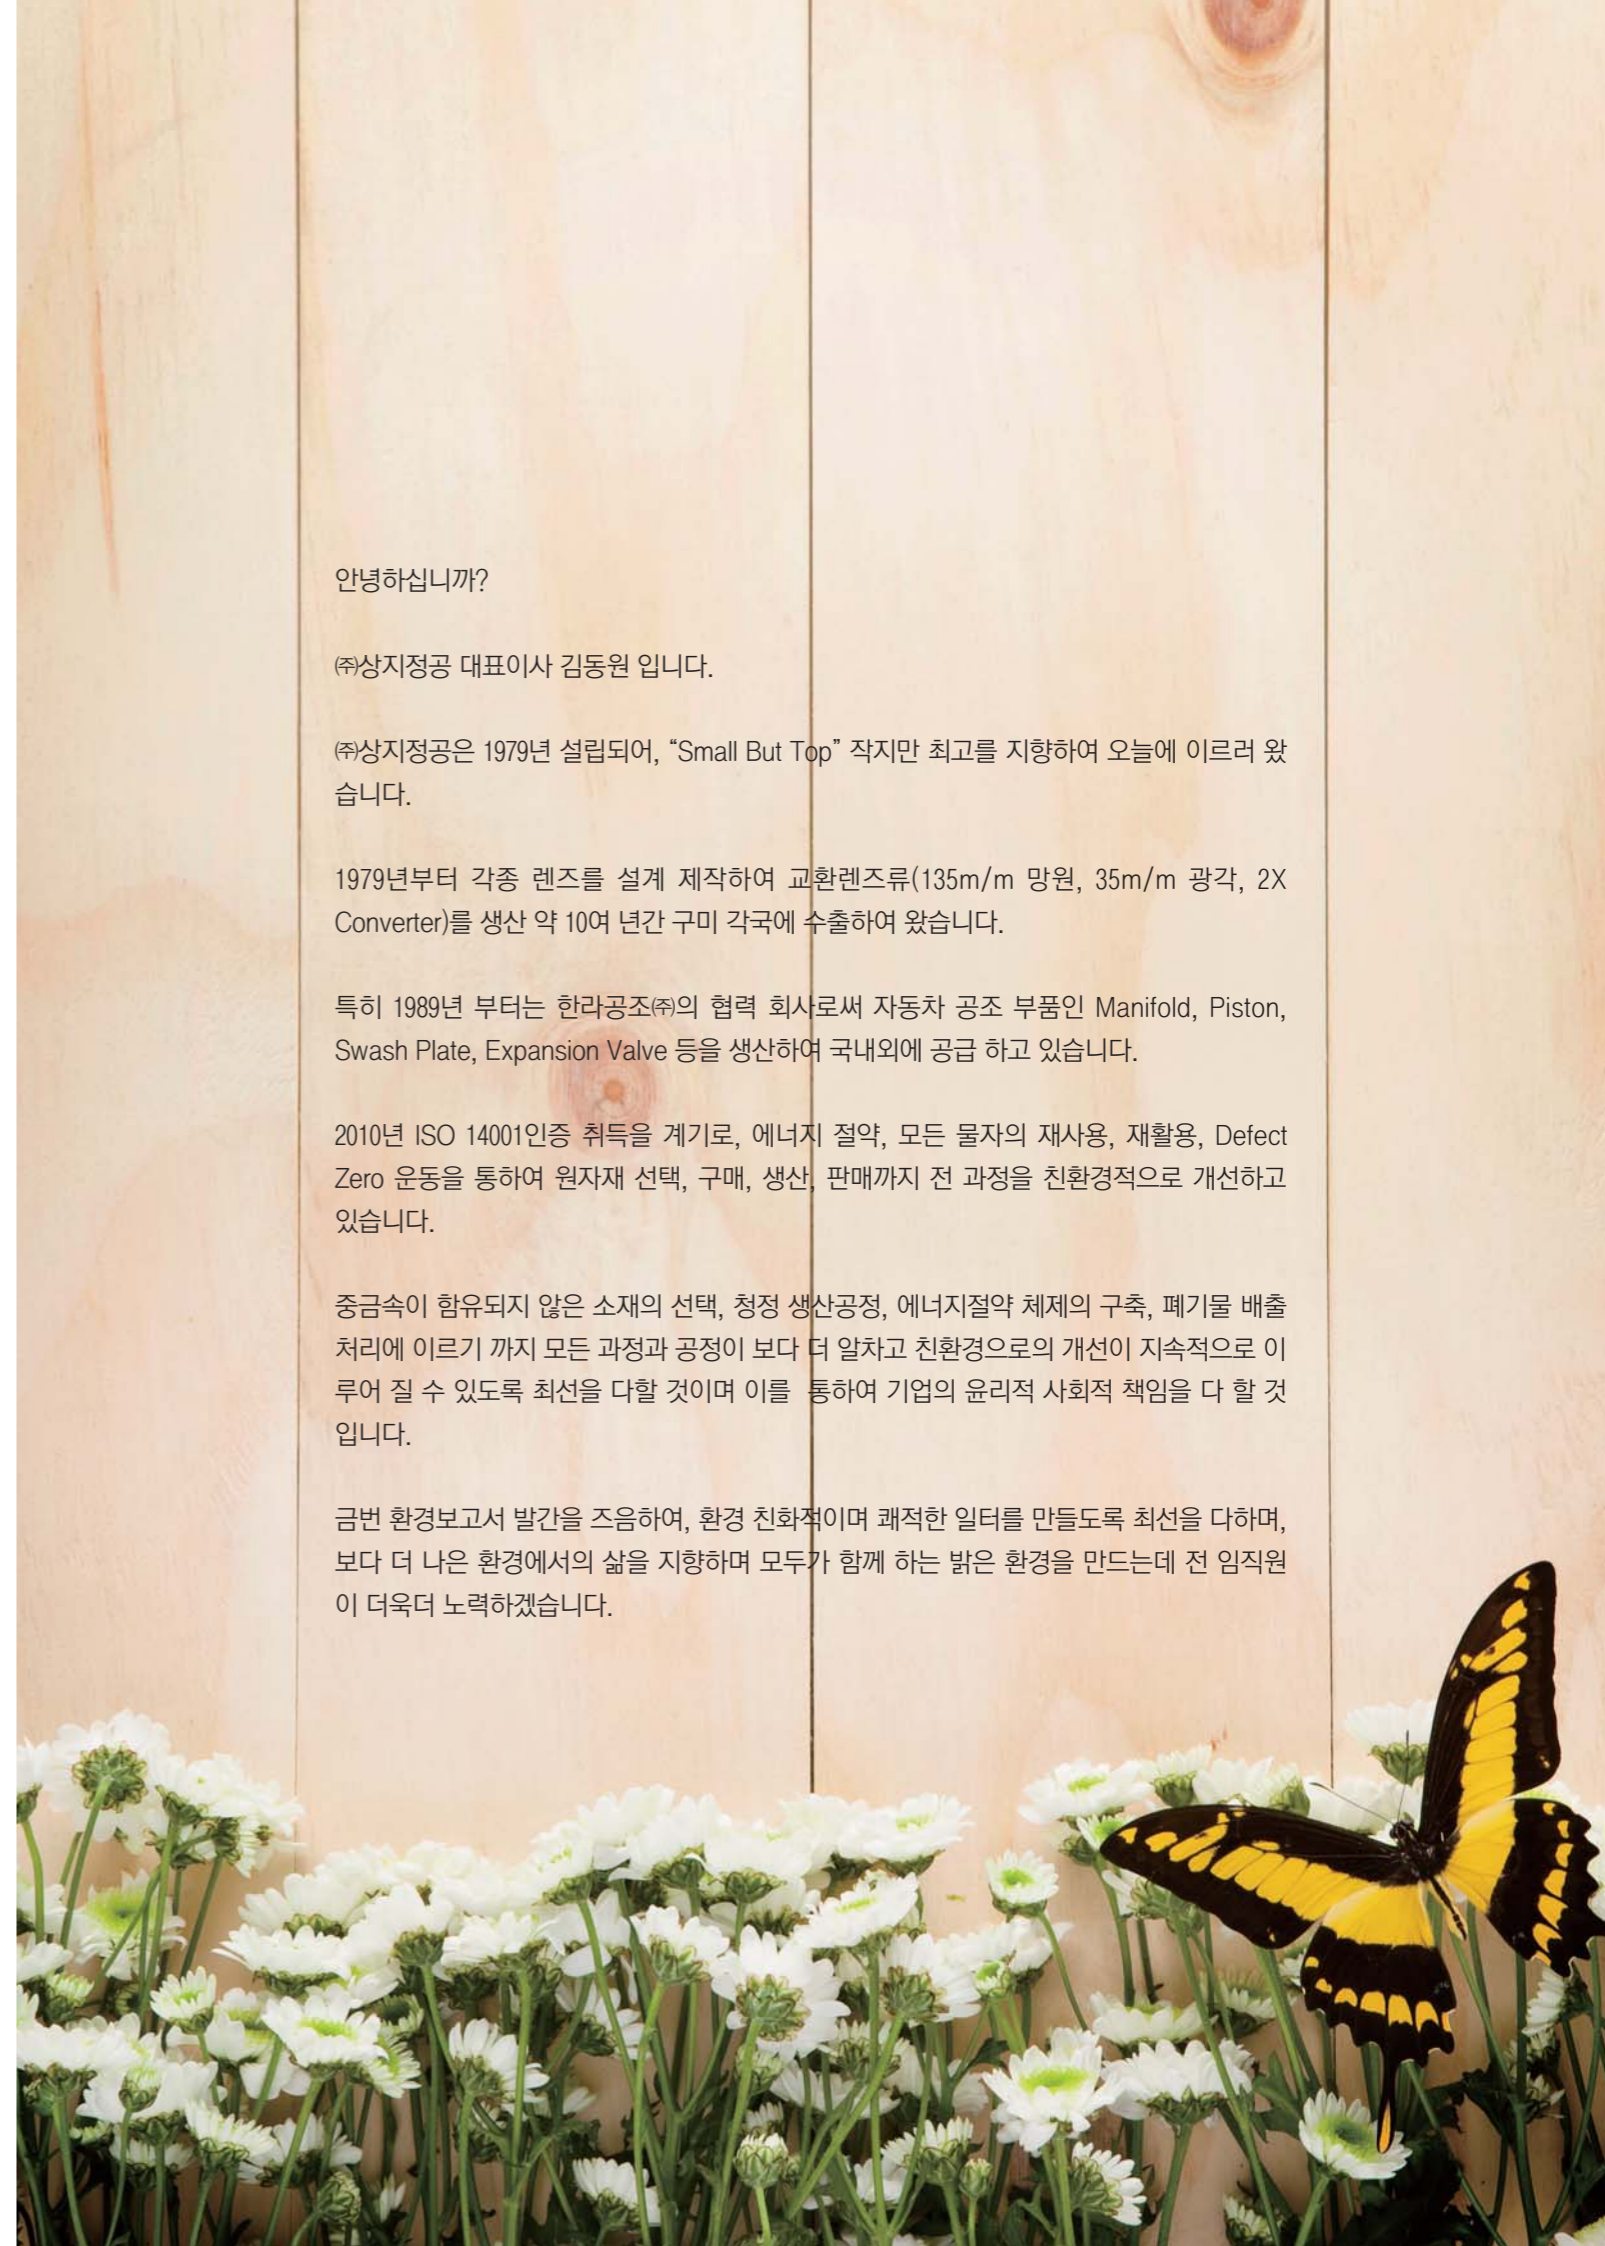 안녕하십니까?
㈜상지정공 대표이사 김동원 입니다.
㈜상지정공은 1979년 설립되어, “Small But Top” 작지만 최고를 지향하여 오늘에 이르러 왔
습니다.
1979년부터 각종 렌즈를 설계 제작하여 교환렌즈류(135m/m 망원, 35m/m 광각, 2X
Converter)를 생산 약 10여 년간 구미 각국에 수출하여 왔습니다.
특히 1989년 부터는 한라공조㈜의 협력 회사로써 자동차 공조 부품인 Manifold, Piston,
Swash Plate, Expansion Valve 등을 생산하여 국내외에 공급 하고 있습니다.
2010년 ISO 14001인증 취득을 계기로, 에너지 절약, 모든 물자의 재사용, 재활용, Defect
Zero 운동을 통하여 원자재 선택, 구매, 생산, 판매까지 전 과정을 친환경적으로 개선하고
있습니다.
중금속이 함유되지 않은 소재의 선택, 청정 생산공정, 에너지절약 체제의 구축, 폐기물 배출
처리에 이르기 까지 모든 과정과 공정이 보다 더 알차고 친환경으로의 개선이 지속적으로 이
루어 질 수 있도록 최선을 다할 것이며 이를 통하여 기업의 윤리적 사회적 책임을 다 할 것
입니다.
금번 환경보고서 발간을 즈음하여, 환경 친화적이며 쾌적한 일터를 만들도록 최선을 다하며,
보다 더 나은 환경에서의 삶을 지향하며 모두가 함께 하는 밝은 환경을 만드는데 전 임직원
이 더욱더 노력하겠습니다.